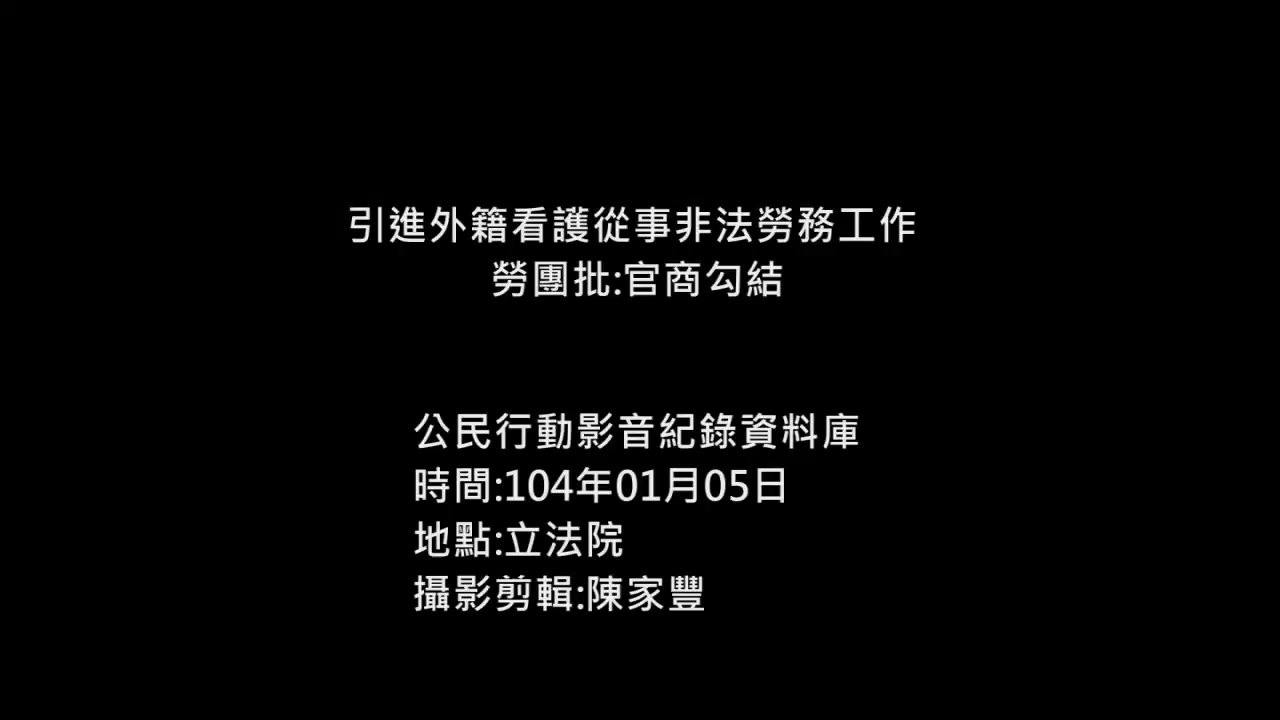 引進外籍看護從事非法勞務工作
勞團批:官商勾結
公民行動影音紀錄資料庫
時間:104年01月05日
地點:立法院
攝影剪輯:陳家豐